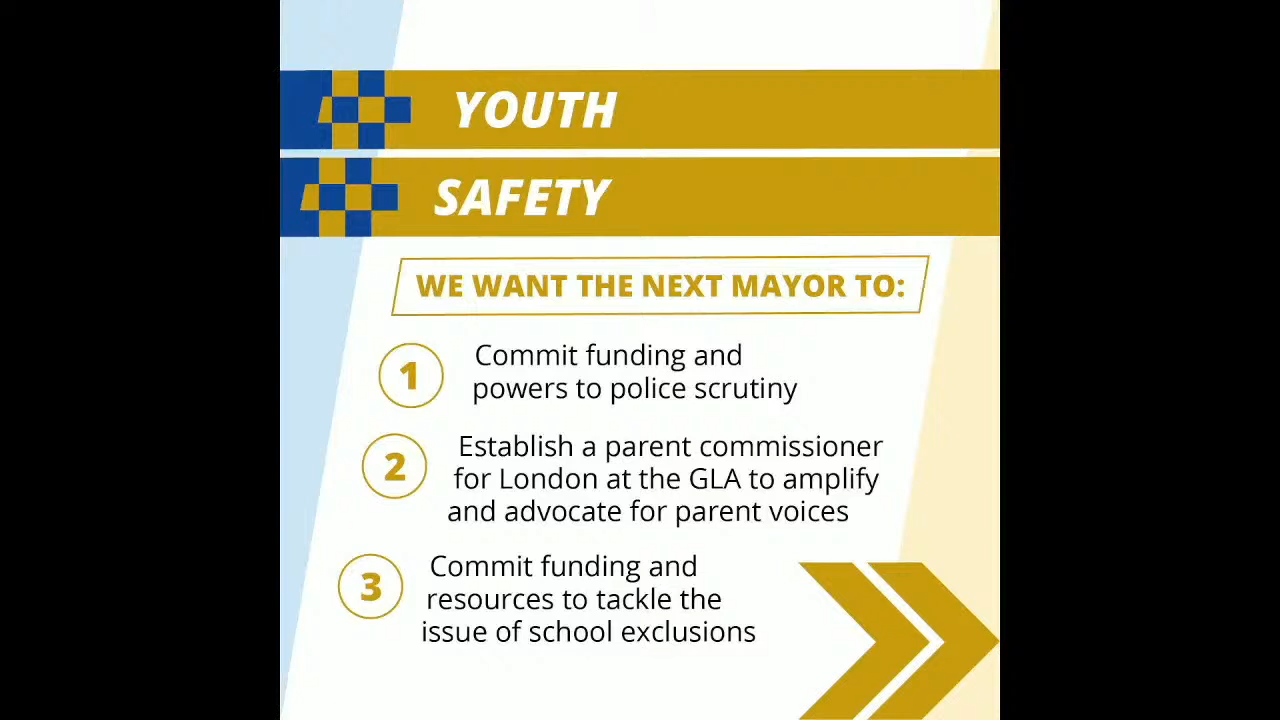 YOUTH
SAFETY
WE WANT THE NEXT MAYOR TO:
1
Commit funding and
powers to police scrutiny
2
Establish a parent commissioner
for London at the GLA to amplify
and advocate for parent voices
3
Commit funding and
resources to tackle the
issue of school exclusions